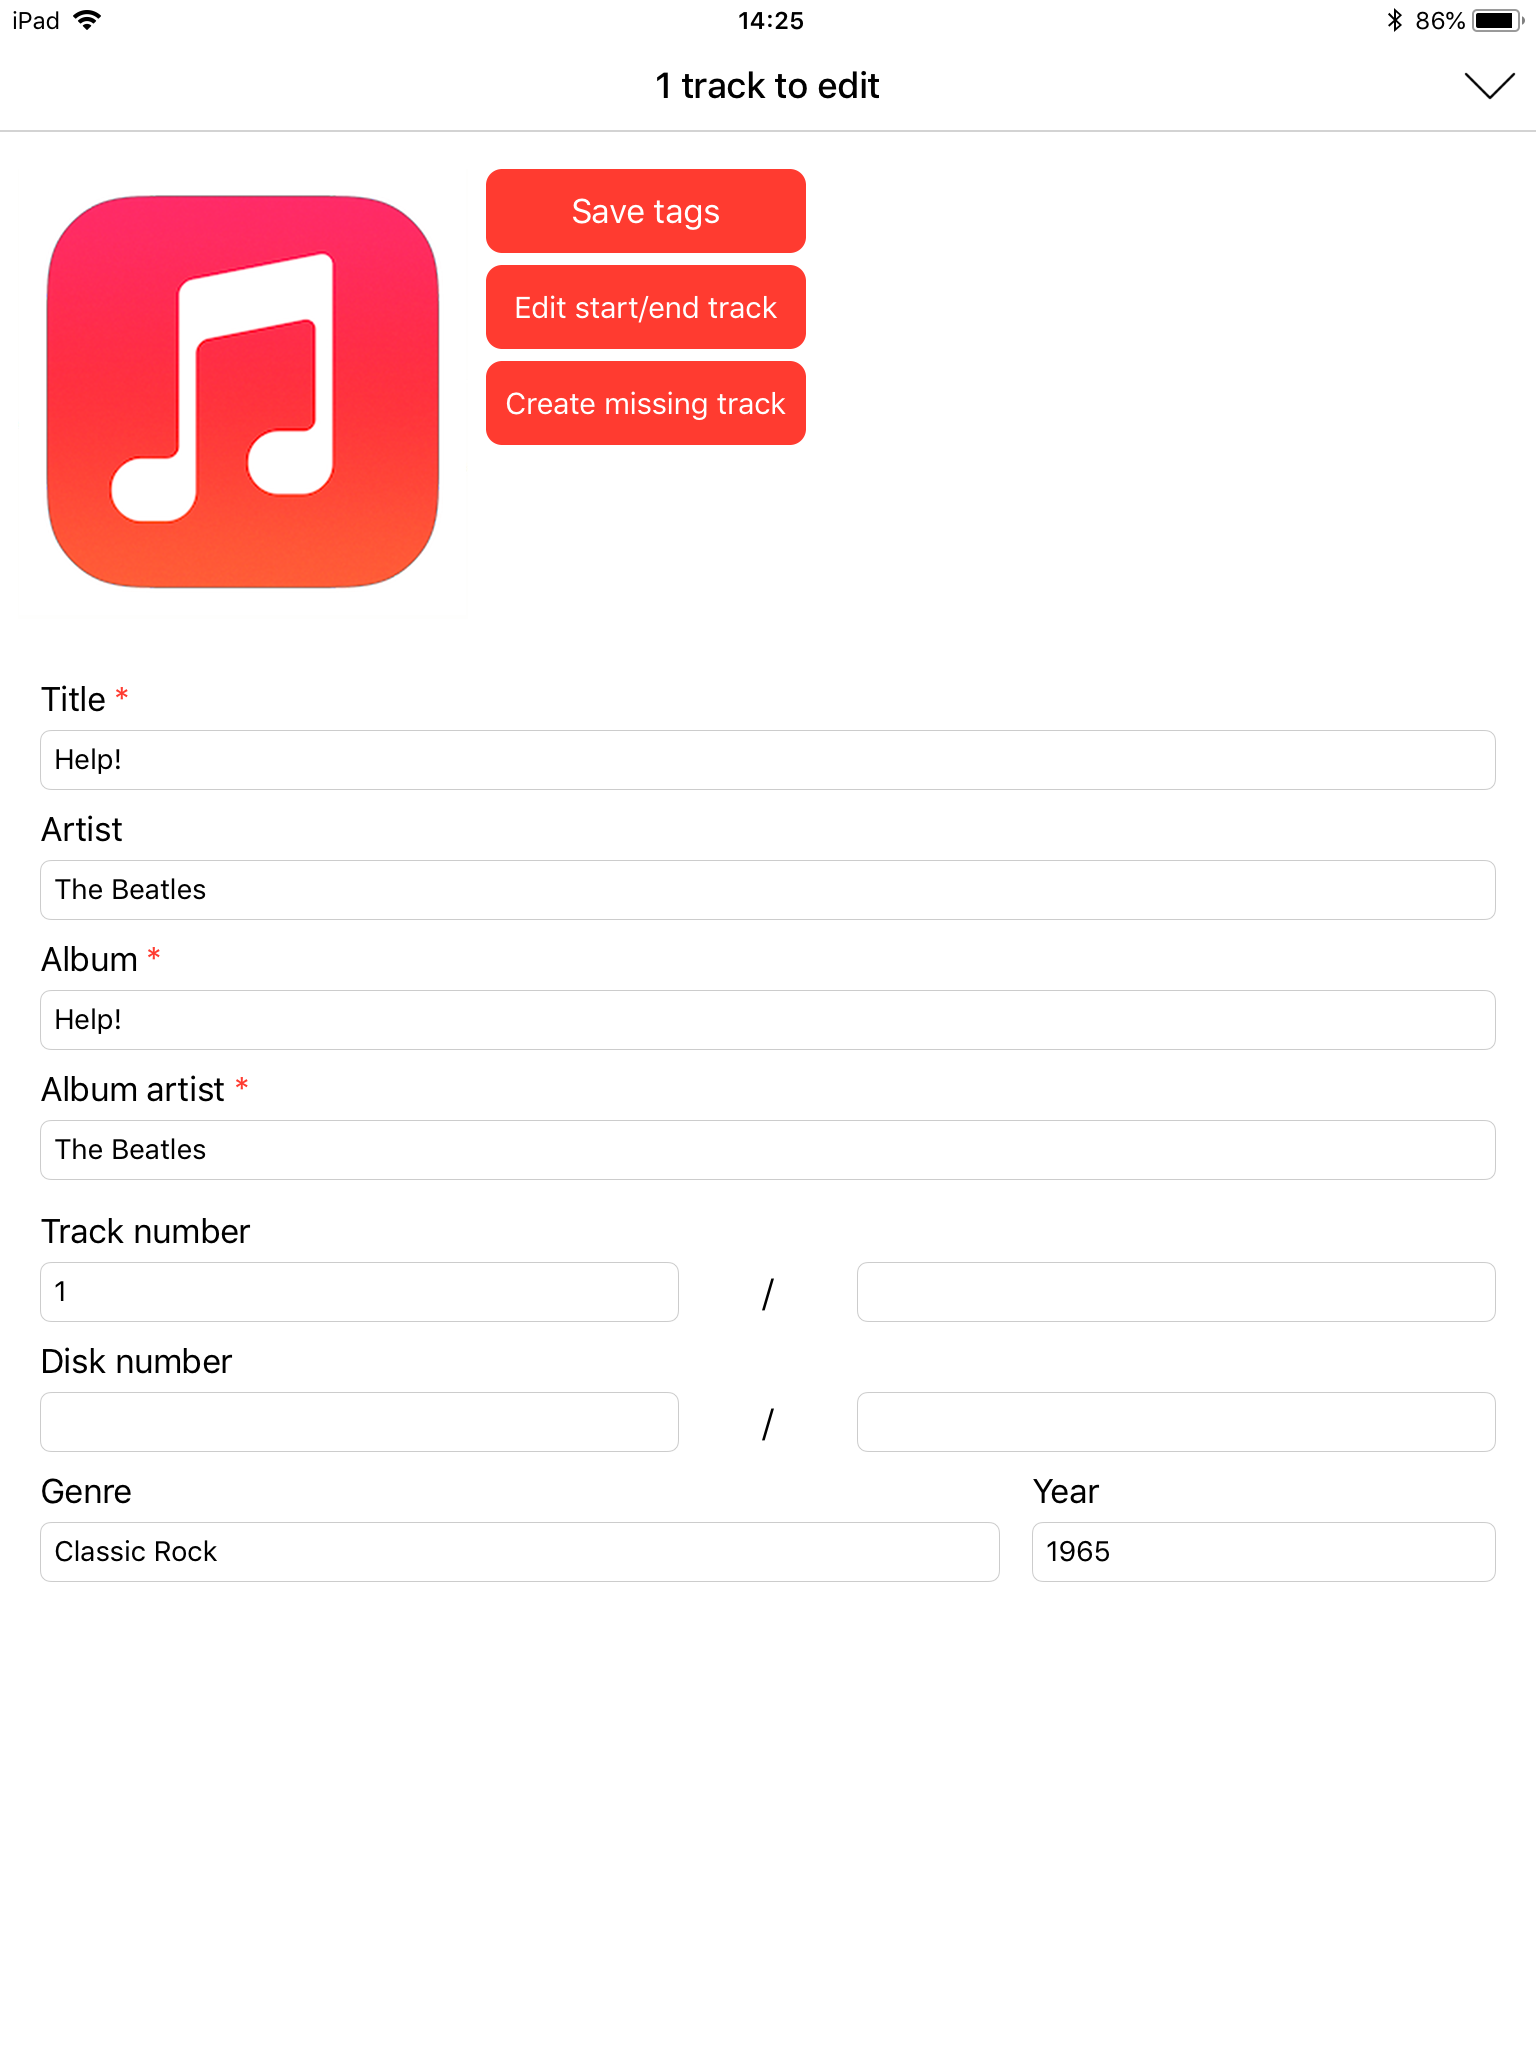 iPad 14:25 86%
1 track to edit
Save tags
Edit start/end track
Create missing track
Title *
Help!
Artist
The Beatles
Album *
Help!
Album artist *
The Beatles
Track number
1 /
Disk number
/
Genre Year
Classic Rock 1965